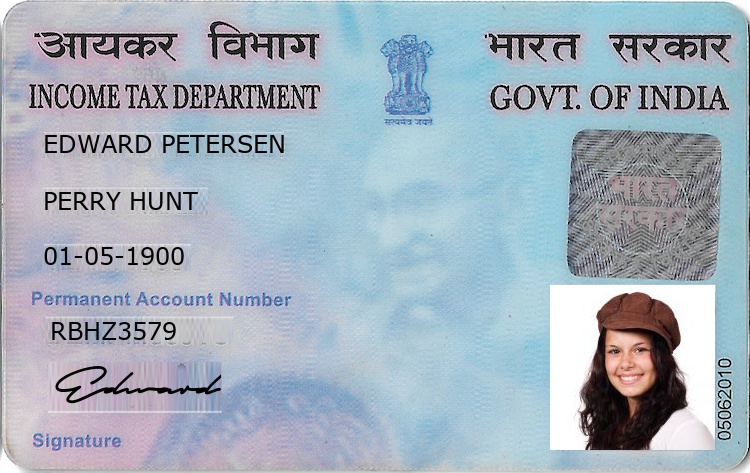 आयकर विभाग
भारत सरकार
INCOME TAX DEPARTMENT
GOVT. OF INDIA
सत्यमेव जयते
EDWARD PETERSEN
PERRY HUNT
भारत
सरकार
01-05-1900
Permanent Account Number
RBHZ3579
Edward
Signature
05062010